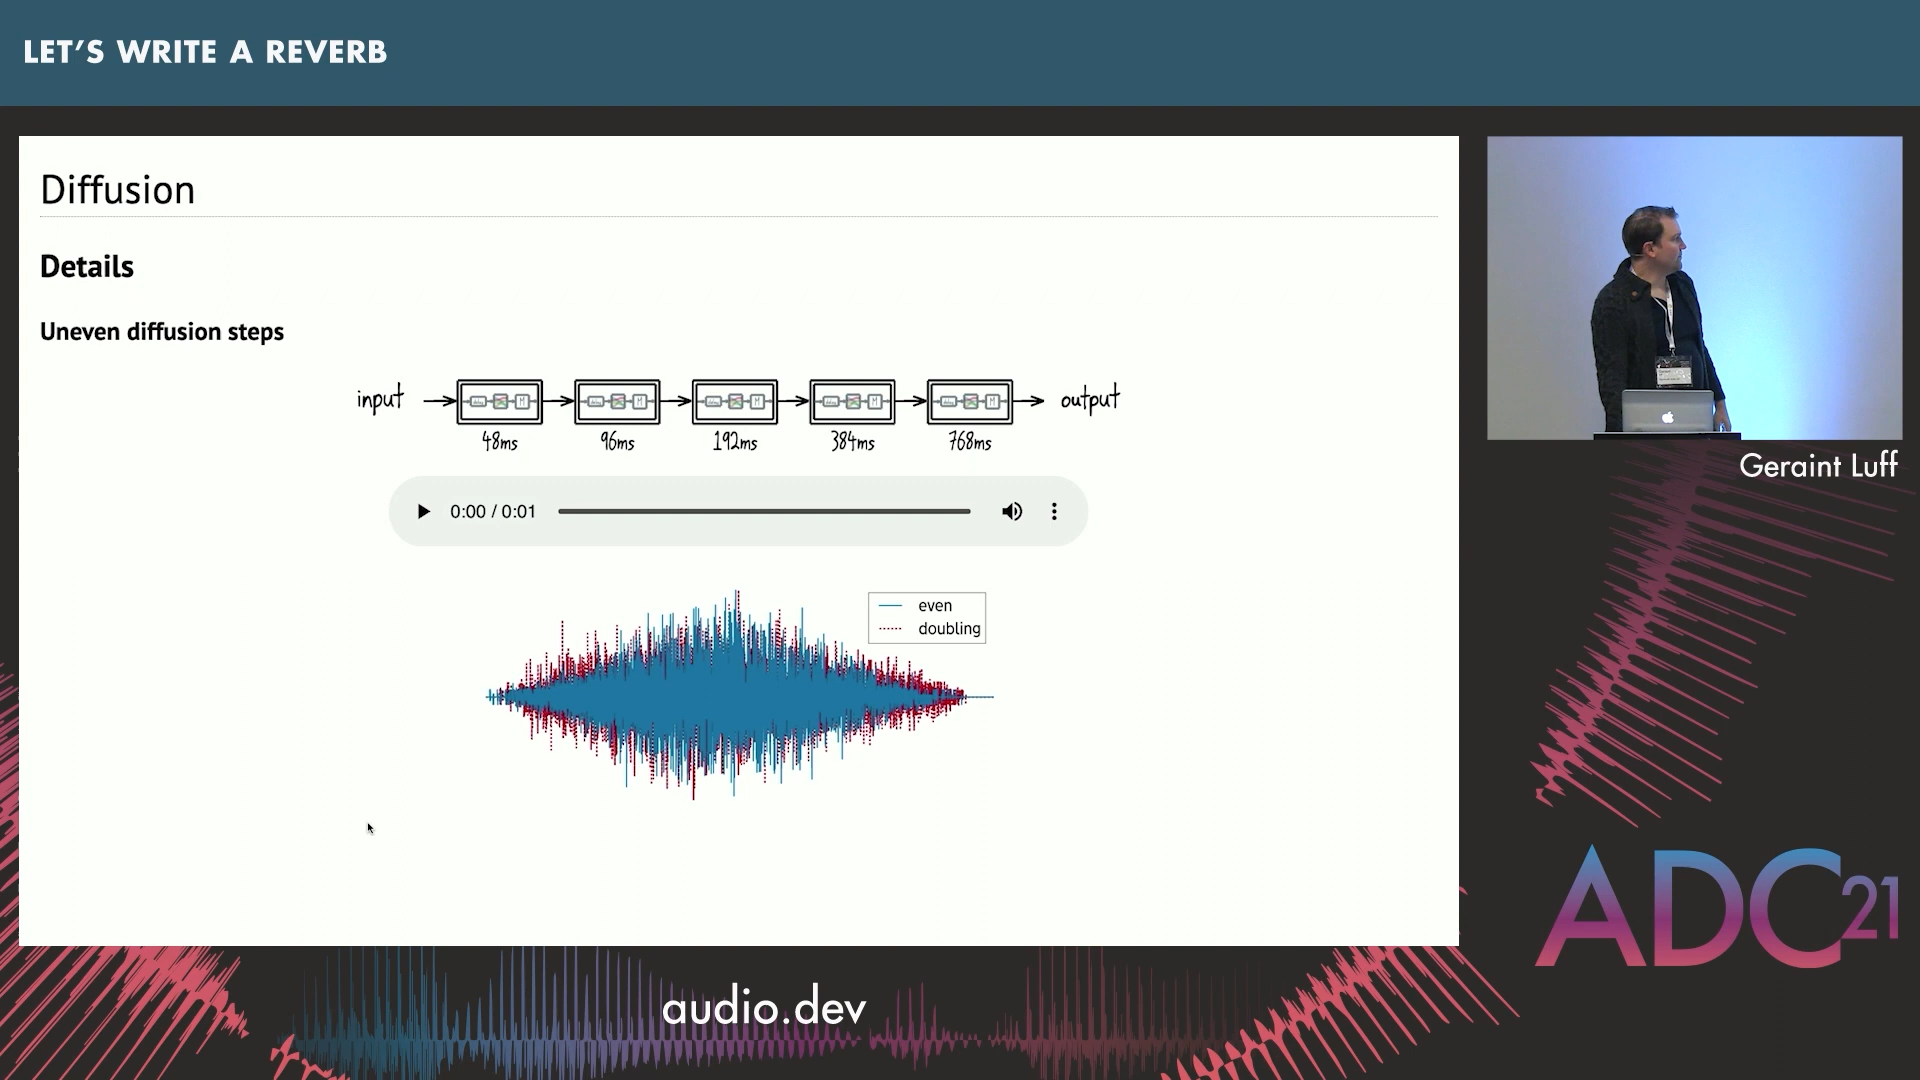 LET'S WRITE A REVERB
Diffusion
Details
Uneven diffusion steps
input
output
48ms
96ms
192ms
384ms
768ms
0:00 / 0:01
even
doubling
Geraint Luff
ADC21
audio.dev